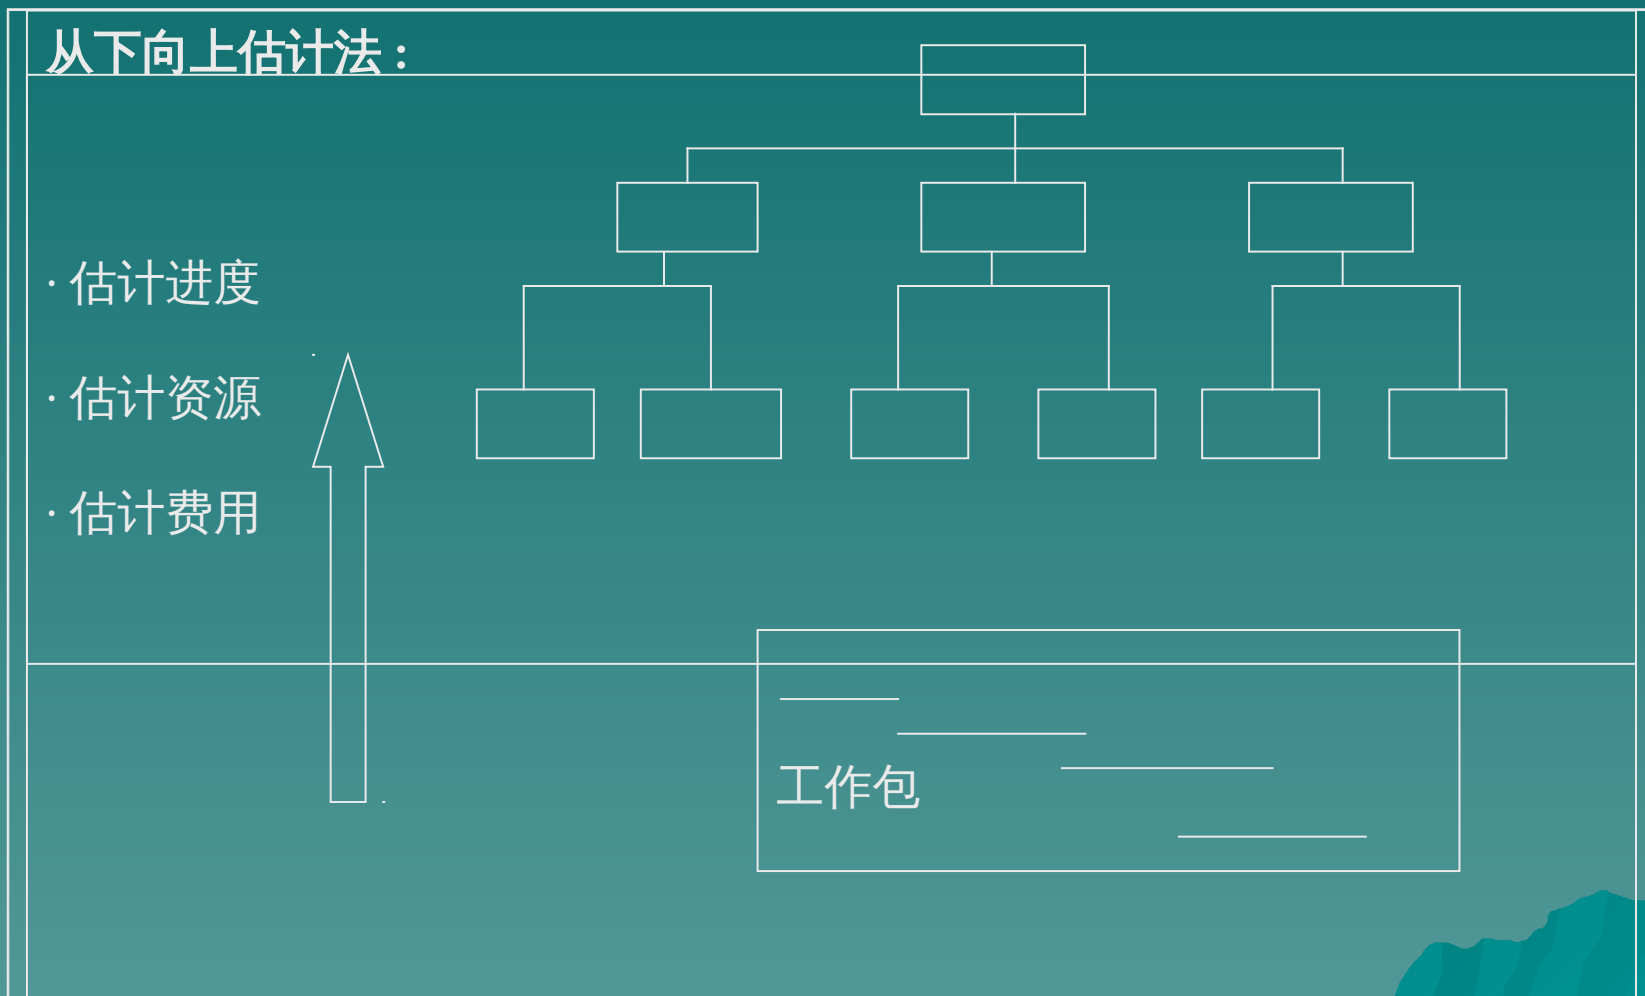 从下向上估计法：
· 估计进度
· 估计资源
· 估计费用
工作包